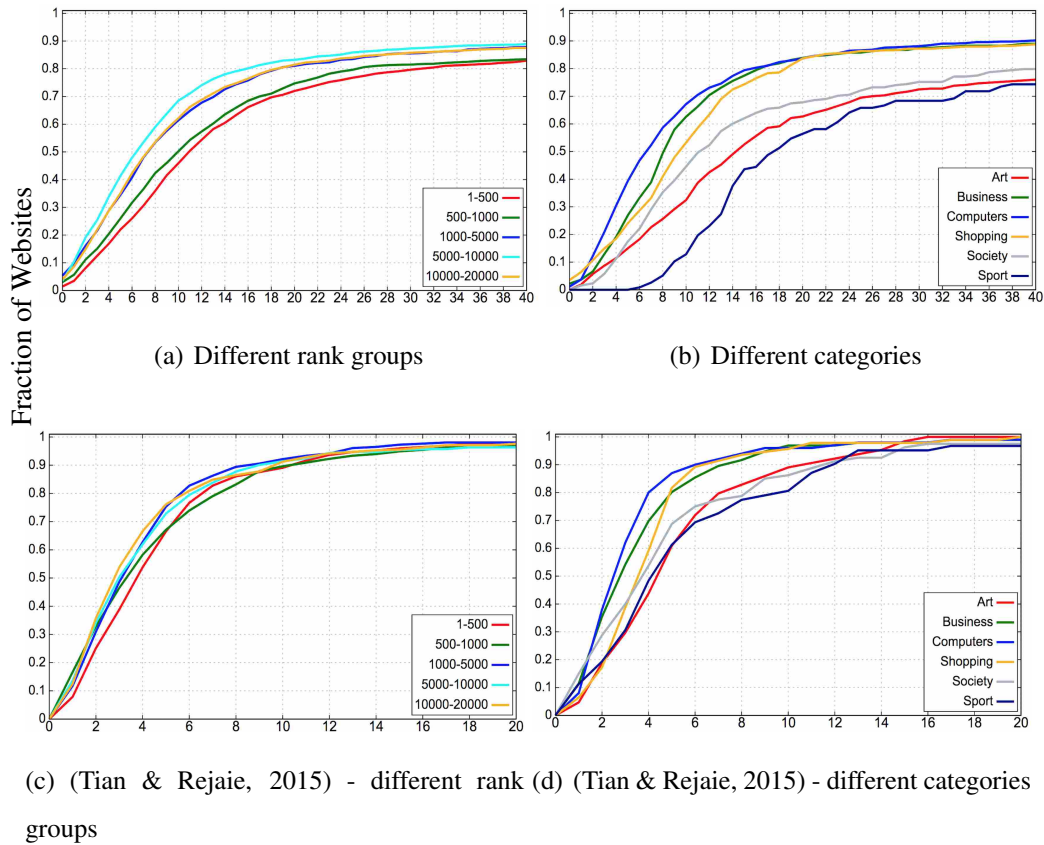 Fraction of Websites
1
0.9
0.8
0.7
0.6
0.5
0.4
0.3
0.2
0.1
0
0 2 4 6 8 10 12 14 16 18 20 22 24 26 28 30 32 34 36 38 40
1-500
500-1000
1000-5000
5000-10000
10000-20000
(a) Different rank groups
1
0.9
0.8
0.7
0.6
0.5
0.4
0.3
0.2
0.1
0
0 2 4 6 8 10 12 14 16 18 20 22 24 26 28 30 32 34 36 38 40
Art
Business
Computers
Shopping
Society
Sport
(b) Different categories
1
0.9
0.8
0.7
0.6
0.5
0.4
0.3
0.2
0.1
0
0 2 4 6 8 10 12 14 16 18 20
1-500
500-1000
1000-5000
5000-10000
10000-20000
(c) (Tian & Rejaie, 2015) - different rank
groups
1
0.9
0.8
0.7
0.6
0.5
0.4
0.3
0.2
0.1
0
0 2 4 6 8 10 12 14 16 18 20
Art
Business
Computers
Shopping
Society
Sport
(d) (Tian & Rejaie, 2015) - different categories